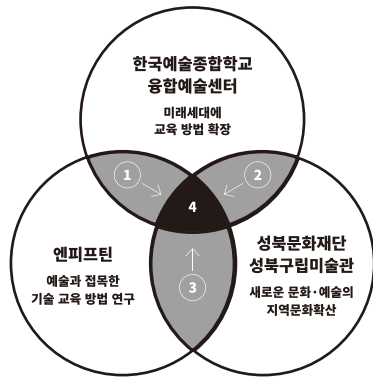 한국예술종합학교
융합예술센터
미래세대에
교육 방법 확장
1
2
4
엔피프틴
예술과 접목한
기술 교육 방법 연구
3
성북문화재단
성북구립미술관
새로운 문화·예술의
지역문화확산